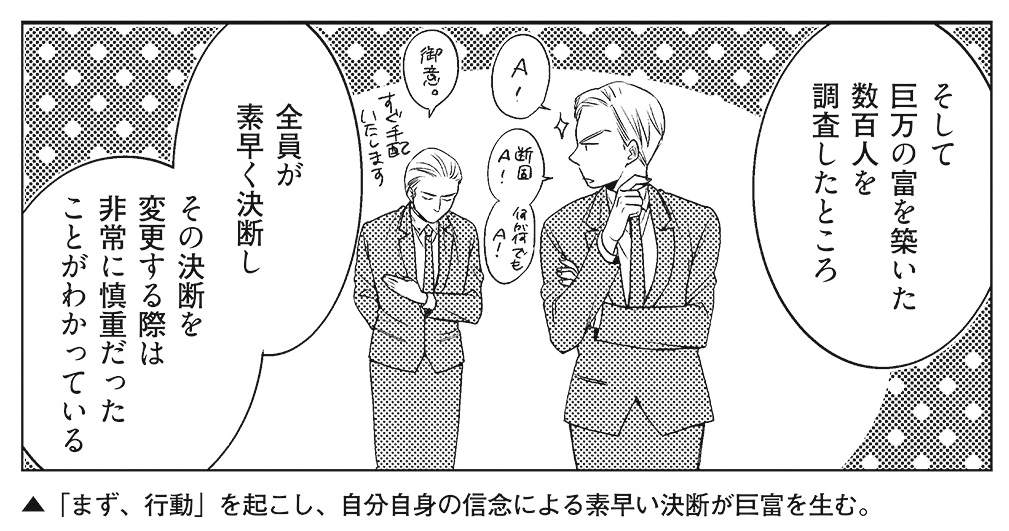 そして
巨万の富を築いた
数百人を
調査したところ
A!
断固
A!
何が何でも
A!
御意。
すぐ手配
いたします
全員が
素早く決断し
その決断を
変更する際は
非常に慎重だった
ことがわかっている
▲「まず、行動」を起こし、自分自身の信念による素早い決断が巨富を生む。